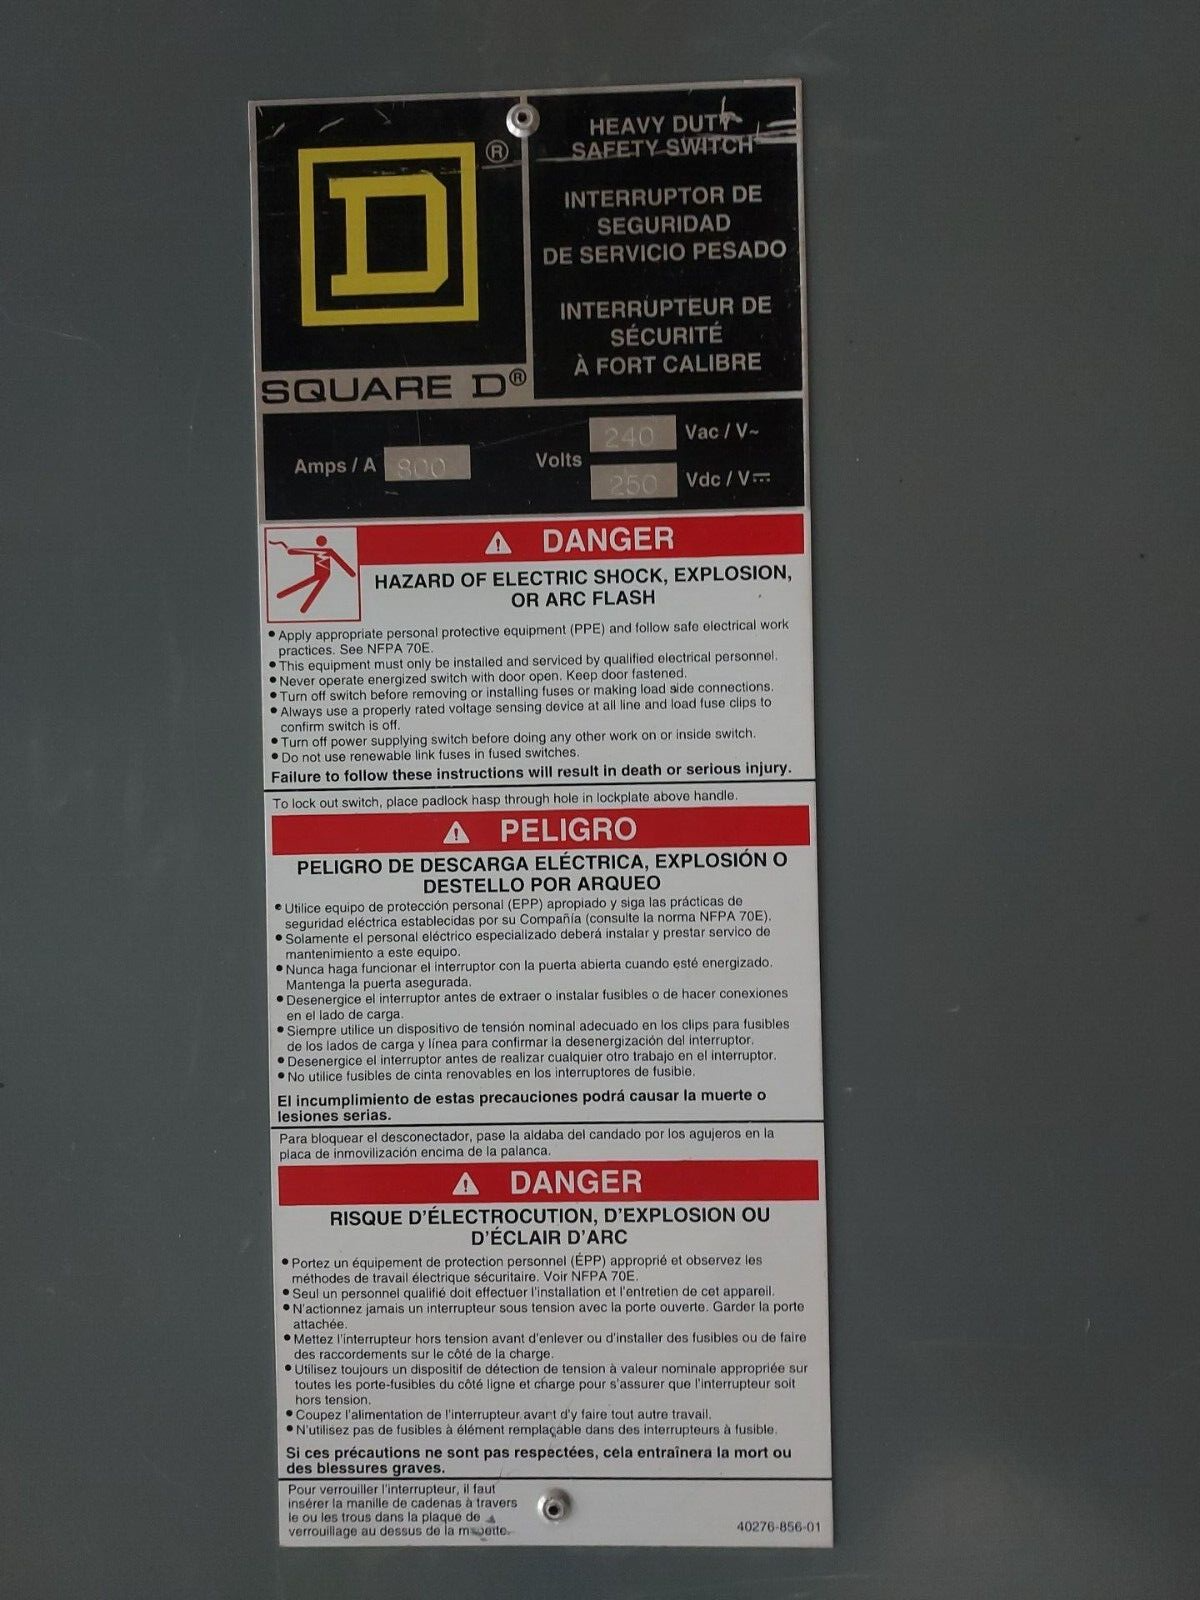 ®
HEAVY DUTY
SAFETY SWITCH
INTERRUPTOR DE
SEGURIDAD
DE SERVICIO PESADO
INTERRUPTEUR DE
SÉCURITÉ
À FORT CALIBRE
SQUARE D®
Amps / A 800
Volts
240 Vac / V~
250 Vdc / V⎓
DANGER
HAZARD OF ELECTRIC SHOCK, EXPLOSION,
OR ARC FLASH
• Apply appropriate personal protective equipment (PPE) and follow safe electrical work
practices. See NFPA 70E.
• This equipment must only be installed and serviced by qualified electrical personnel.
• Never operate energized switch with door open. Keep door fastened.
• Turn off switch before removing or installing fuses or making load side connections.
• Always use a properly rated voltage sensing device at all line and load fuse clips to
confirm switch is off.
• Turn off power supplying switch before doing any other work on or inside switch.
• Do not use renewable link fuses in fused switches.
Failure to follow these instructions will result in death or serious injury.
To lock out switch, place padlock hasp through hole in lockplate above handle.
PELIGRO
PELIGRO DE DESCARGA ELÉCTRICA, EXPLOSIÓN O
DESTELLO POR ARQUEO
• Utilice equipo de protección personal (EPP) apropiado y siga las prácticas de
seguridad eléctrica establecidas por su Compañía (consulte la norma NFPA 70E).
• Solamente el personal eléctrico especializado deberá instalar y prestar servico de
mantenimiento a este equipo.
• Nunca haga funcionar el interruptor con la puerta abierta cuando esté energizado.
Mantenga la puerta asegurada.
• Desenergice el interruptor antes de extraer o instalar fusibles o de hacer conexiones
en el lado de carga.
• Siempre utilice un dispositivo de tensión nominal adecuado en los clips para fusibles
de los lados de carga y línea para confirmar la desenergización del interruptor.
• Desenergice el interruptor antes de realizar cualquier otro trabajo en el interruptor.
• No utilice fusibles de cinta renovables en los interruptores de fusible.
El incumplimiento de estas precauciones podrá causar la muerte o
lesiones serias.
Para bloquear el desconectador, pase la aldaba del candado por los agujeros en la
placa de inmovilización encima de la palanca.
DANGER
RISQUE D'ÉLECTROCUTION, D'EXPLOSION OU
D'ÉCLAIR D'ARC
• Portez un équipement de protection personnel (ÉPP) approprié et observez les
méthodes de travail électrique sécuritaire. Voir NFPA 70E.
• Seul un personnel qualifié doit effectuer l'installation et l'entretien de cet appareil.
• N'actionnez jamais un interrupteur sous tension avec la porte ouverte. Garder la porte
attachée.
• Mettez l'interrupteur hors tension avant d'enlever ou d'installer des fusibles ou de faire
des raccordements sur le côté de la charge.
• Utilisez toujours un dispositif de détection de tension à valeur nominale appropriée sur
toutes les porte-fusibles du côté ligne et charge pour s'assurer que l'interrupteur soit
hors tension.
• Coupez l'alimentation de l'interrupteur avant d'y faire tout autre travail.
• N'utilisez pas de fusibles à élément remplaçable dans des interrupteurs à fusible.
Si ces précautions ne sont pas respectées, cela entraînera la mort ou
des blessures graves.
Pour verrouiller l'interrupteur, il faut
insérer la manille de cadenas à travers
le ou les trous dans la plaque de
verrouillage au dessus de la
40276-856-01